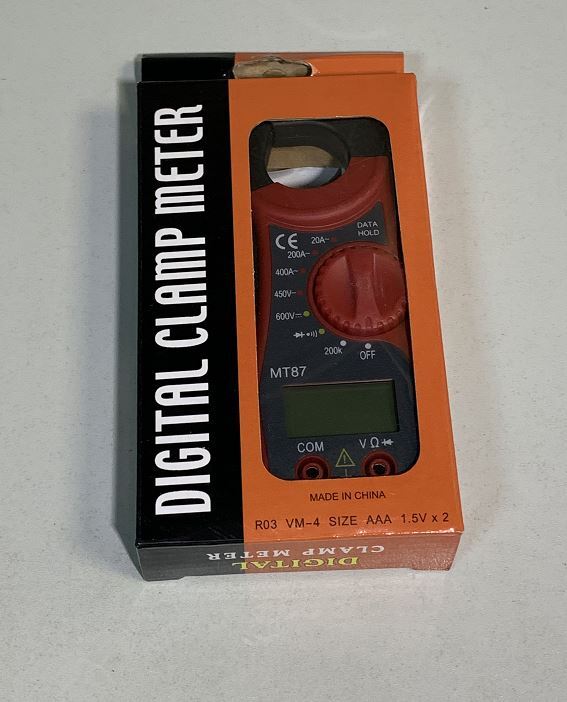 DIGITAL CLAMP METER
DATA
HOLD
CE
20A~
200A~
400A~
450V~
600V⎓
200k
OFF
MT87
COM
V Ω
MADE IN CHINA
R03 VM-4 SIZE AAA 1.5V x 2
DIGITAL
CLAMP METER